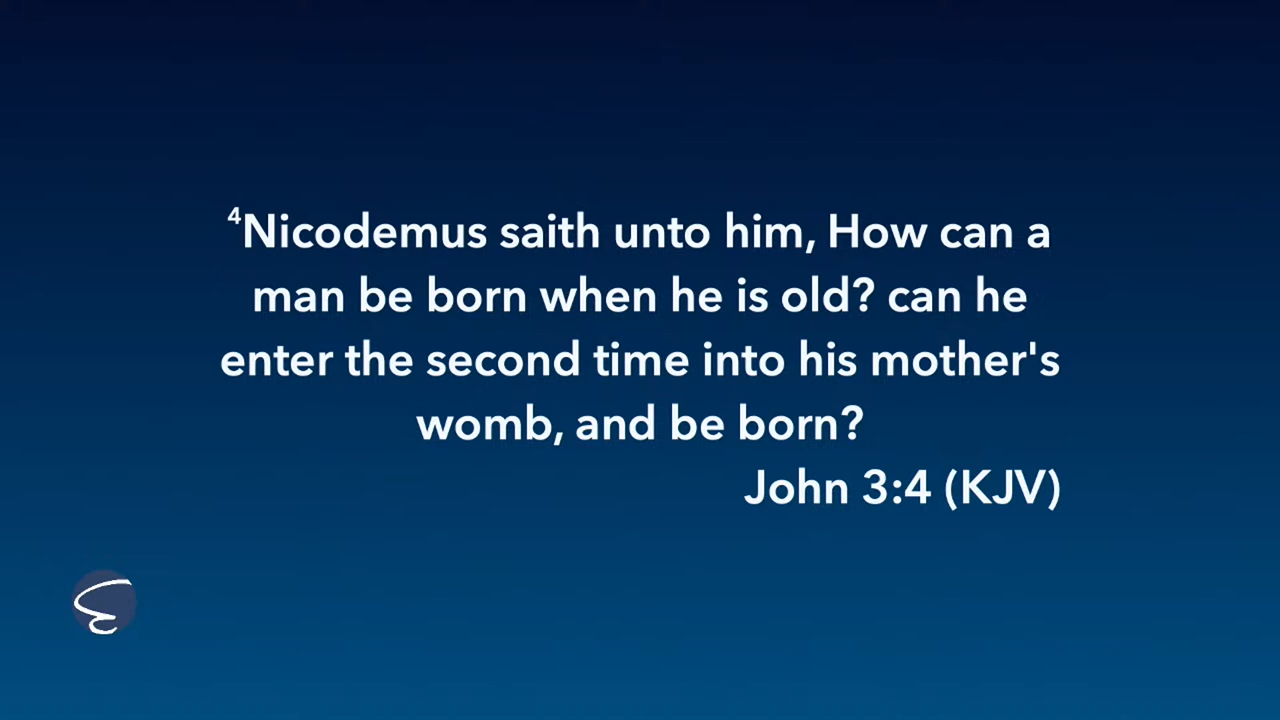 ⁴Nicodemus saith unto him, How can a
man be born when he is old? can he
enter the second time into his mother's
womb, and be born?
John 3:4 (KJV)